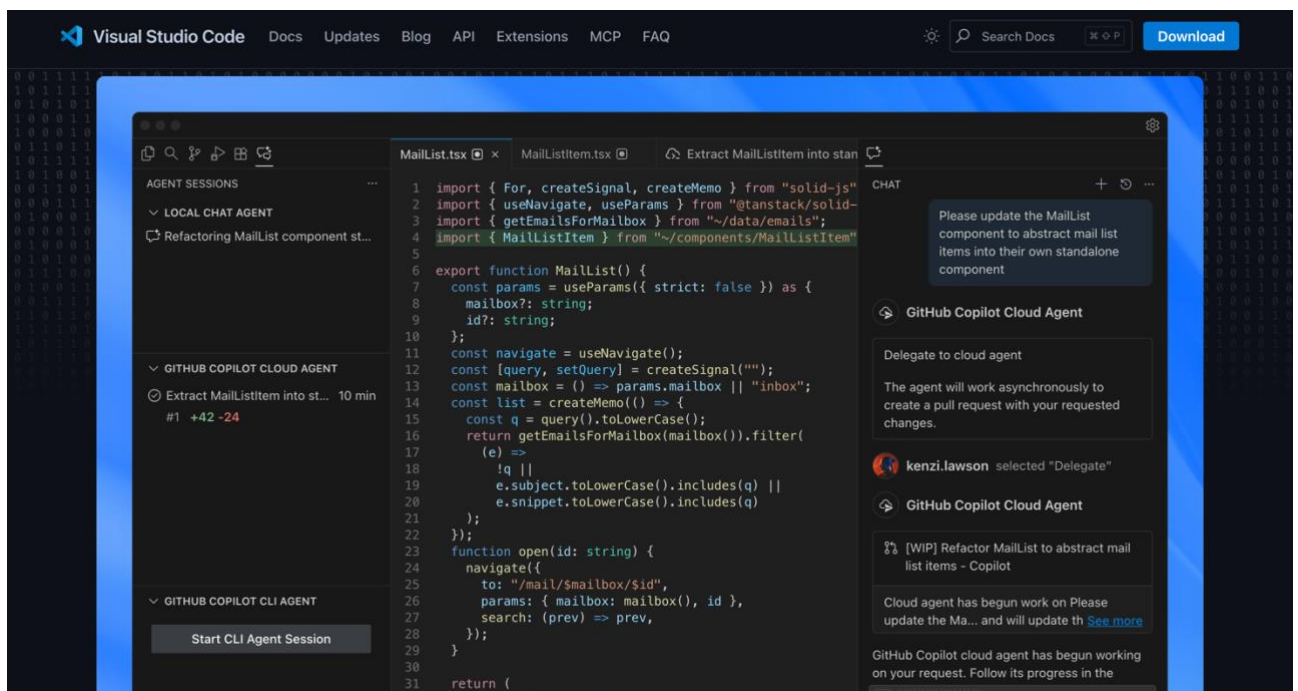 Visual Studio Code Docs Updates Blog API Extensions MCP FAQ Search Docs ⌘ ⇧ P Download
AGENT SESSIONS ...
LOCAL CHAT AGENT
Refactoring MailList component st...
GITHUB COPILOT CLOUD AGENT
Extract MailListItem into st... 10 min
#1 +42 -24
GITHUB COPILOT CLI AGENT
Start CLI Agent Session
MailList.tsx × MailListItem.tsx Extract MailListItem into stan
1 import { For, createSignal, createMemo } from "solid-js"
2 import { useNavigate, useParams } from "@tanstack/solid-
3 import { getEmailsForMailbox } from "~/data/emails";
4 import { MailListItem } from "~/components/MailListItem"
5
6 export function MailList() {
7 const params = useParams({ strict: false }) as {
8 mailbox?: string;
9 id?: string;
10 };
11 const navigate = useNavigate();
12 const [query, setQuery] = createSignal("");
13 const mailbox = () => params.mailbox || "inbox";
14 const list = createMemo(() => {
15 const q = query().toLowerCase();
16 return getEmailsForMailbox(mailbox()).filter(
17 (e) =>
18 !q ||
19 e.subject.toLowerCase().includes(q) ||
20 e.snippet.toLowerCase().includes(q)
21 );
22 });
23 function open(id: string) {
24 navigate({
25 to: "/mail/$mailbox/$id",
26 params: { mailbox: mailbox(), id },
27 search: (prev) => prev,
28 });
29 }
30
31 return (
CHAT
Please update the MailList
component to abstract mail list
items into their own standalone
component
GitHub Copilot Cloud Agent
Delegate to cloud agent
The agent will work asynchronously to
create a pull request with your requested
changes.
kenzi.lawson selected "Delegate"
GitHub Copilot Cloud Agent
[WIP] Refactor MailList to abstract mail
list items - Copilot
Cloud agent has begun work on Please
update the Ma... and will update th See more
GitHub Copilot cloud agent has begun working
on your request. Follow its progress in the